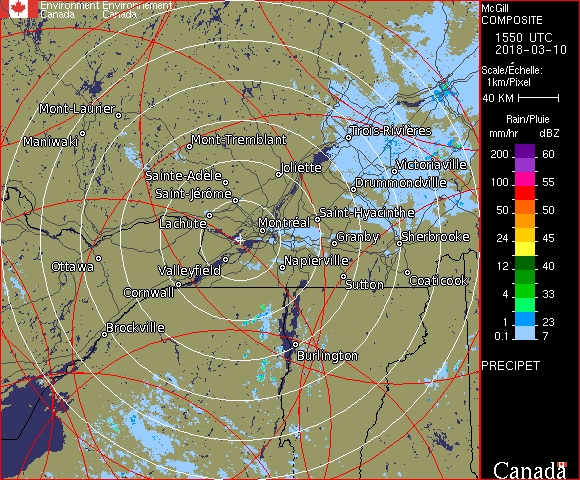 Environment Environnement
Canada Canada
McGill
COMPOSITE
1550 UTC
2018-03-10
Scale/Échelle:
1km/Pixel
40 KM
Rain/Pluie
mm/hr dBZ
200 60
100 55
50 50
24 45
12 40
4 33
1 23
0.1 7
PRECIPET
Canada
Mont-Laurier
Maniwaki
Mont-Tremblant
Trois-Rivières
Victoriaville
Joliette
Sainte-Adèle
Drummondville
Saint-Jérôme
Saint-Hyacinthe
Lachute
Montréal
Granby
Sherbrooke
Ottawa
Valleyfield
Napierville
Sutton
Coaticook
Cornwall
Brockville
Burlington